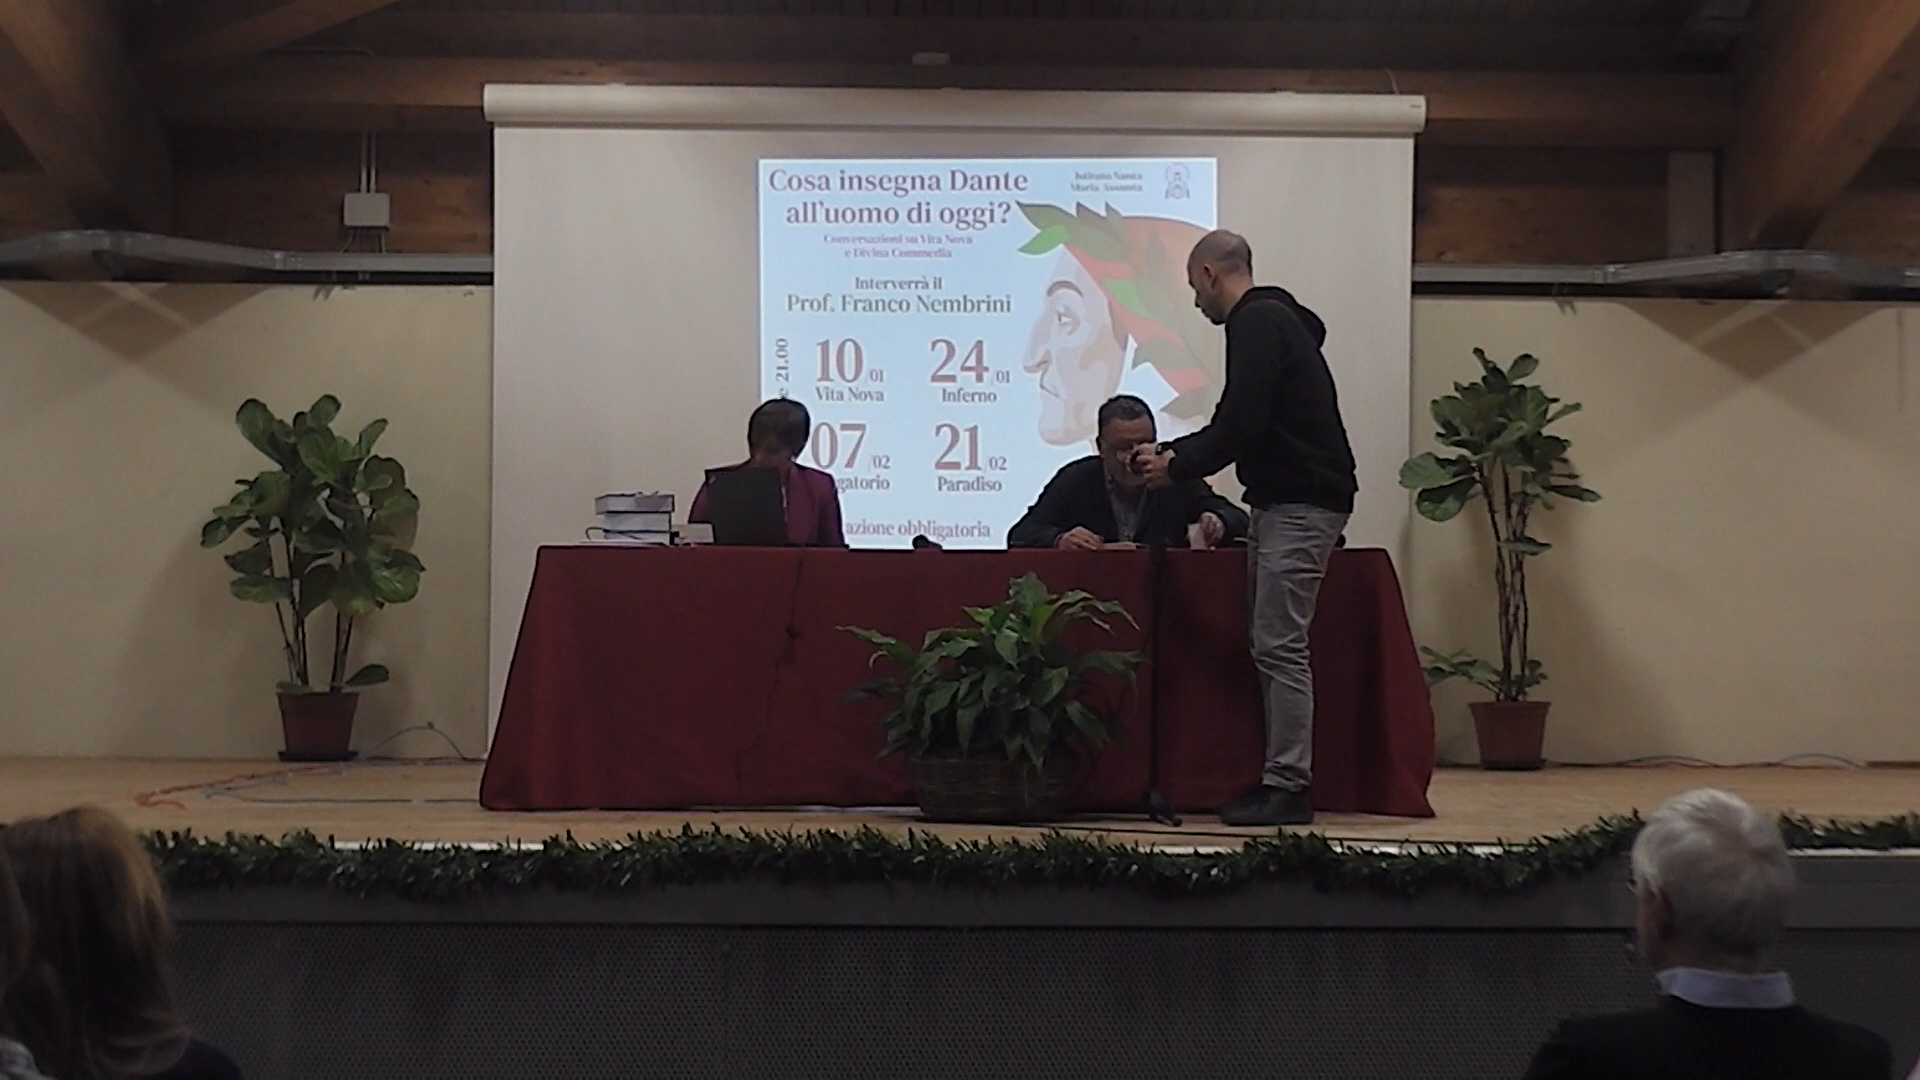 Cosa insegna Dante
all'uomo di oggi?
Istituto Santa
Maria Assunta
Conversazioni su Vita Nova
e Divina Commedia
Interverrà il
Prof. Franco Nembrini
21.00
10/01
Vita Nova
24/01
Inferno
07/02
gatorio
21/02
Paradiso
azione obbligatoria